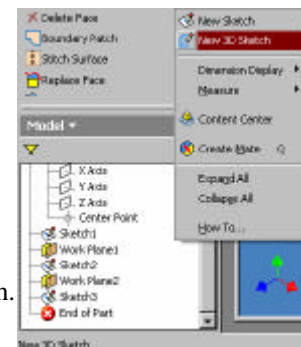 Delete Face
Boundary Patch
Stitch Surface
Replace Face
Model
X Axis
Y Axis
Z Axis
Center Point
Sketch1
Work Plane1
Sketch2
Work Plane2
Sketch3
End of Part
New 3D Sketch
New Sketch
New 3D Sketch
Dimension Display
Measure
Content Center
Create iMate Q
Expand All
Collapse All
How To...
n.